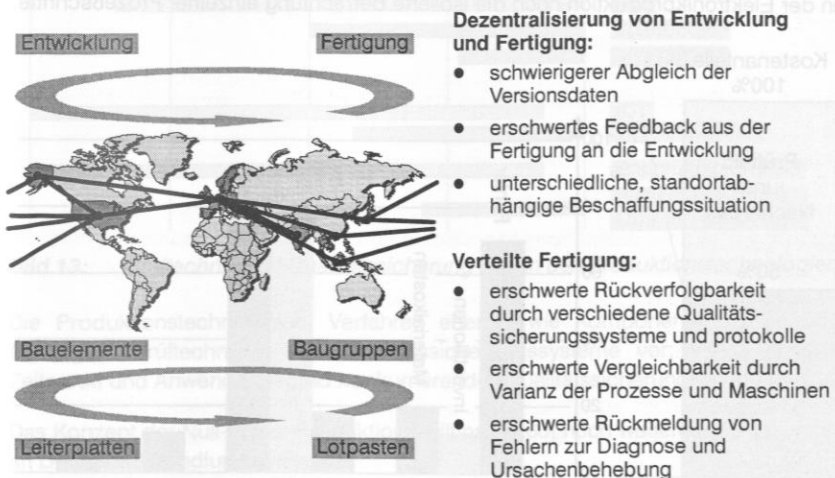 Entwicklung
Fertigung
Bauelemente
Baugruppen
Leiterplatten
Lotpasten
Dezentralisierung von Entwicklung
und Fertigung:
● schwierigerer Abgleich der
Versionsdaten
● erschwertes Feedback aus der
Fertigung an die Entwicklung
● unterschiedliche, standortab-
hängige Beschaffungssituation
Verteilte Fertigung:
● erschwerte Rückverfolgbarkeit
durch verschiedene Qualitäts-
sicherungssysteme und protokolle
● erschwerte Vergleichbarkeit durch
Varianz der Prozesse und Maschinen
● erschwerte Rückmeldung von
Fehlern zur Diagnose und
Ursachenbehebung